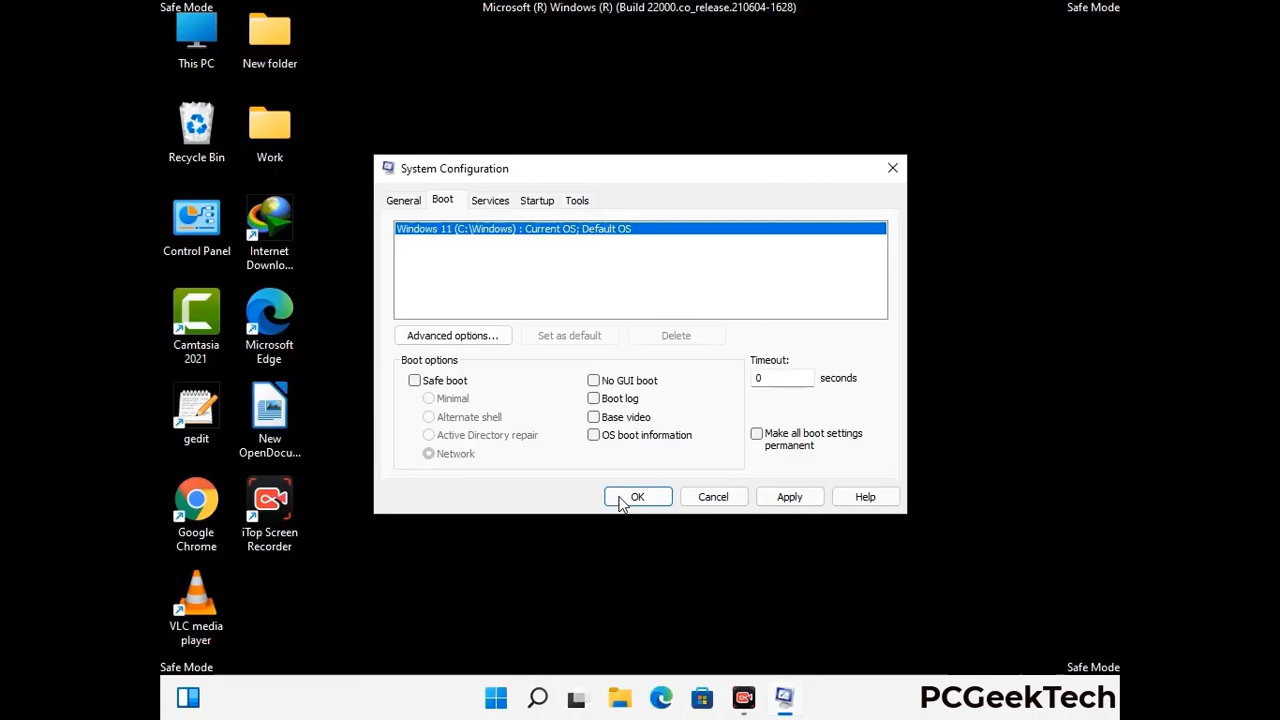 Safe Mode
Microsoft (R) Windows (R) (Build 22000.co_release.210604-1628)
Safe Mode
This PC
New folder
Recycle Bin
Work
Control Panel
Internet
Downlo...
Camtasia
2021
Microsoft
Edge
gedit
New
OpenDocu...
Google
Chrome
iTop Screen
Recorder
VLC media
player
System Configuration
General
Boot
Services
Startup
Tools
Windows 11 (C:\Windows) : Current OS; Default OS
Advanced options...
Set as default
Delete
Boot options
Safe boot
Minimal
Alternate shell
Active Directory repair
Network
No GUI boot
Boot log
Base video
OS boot information
Timeout:
0 seconds
Make all boot settings
permanent
OK
Cancel
Apply
Help
Safe Mode
Safe Mode
PCGeekTech